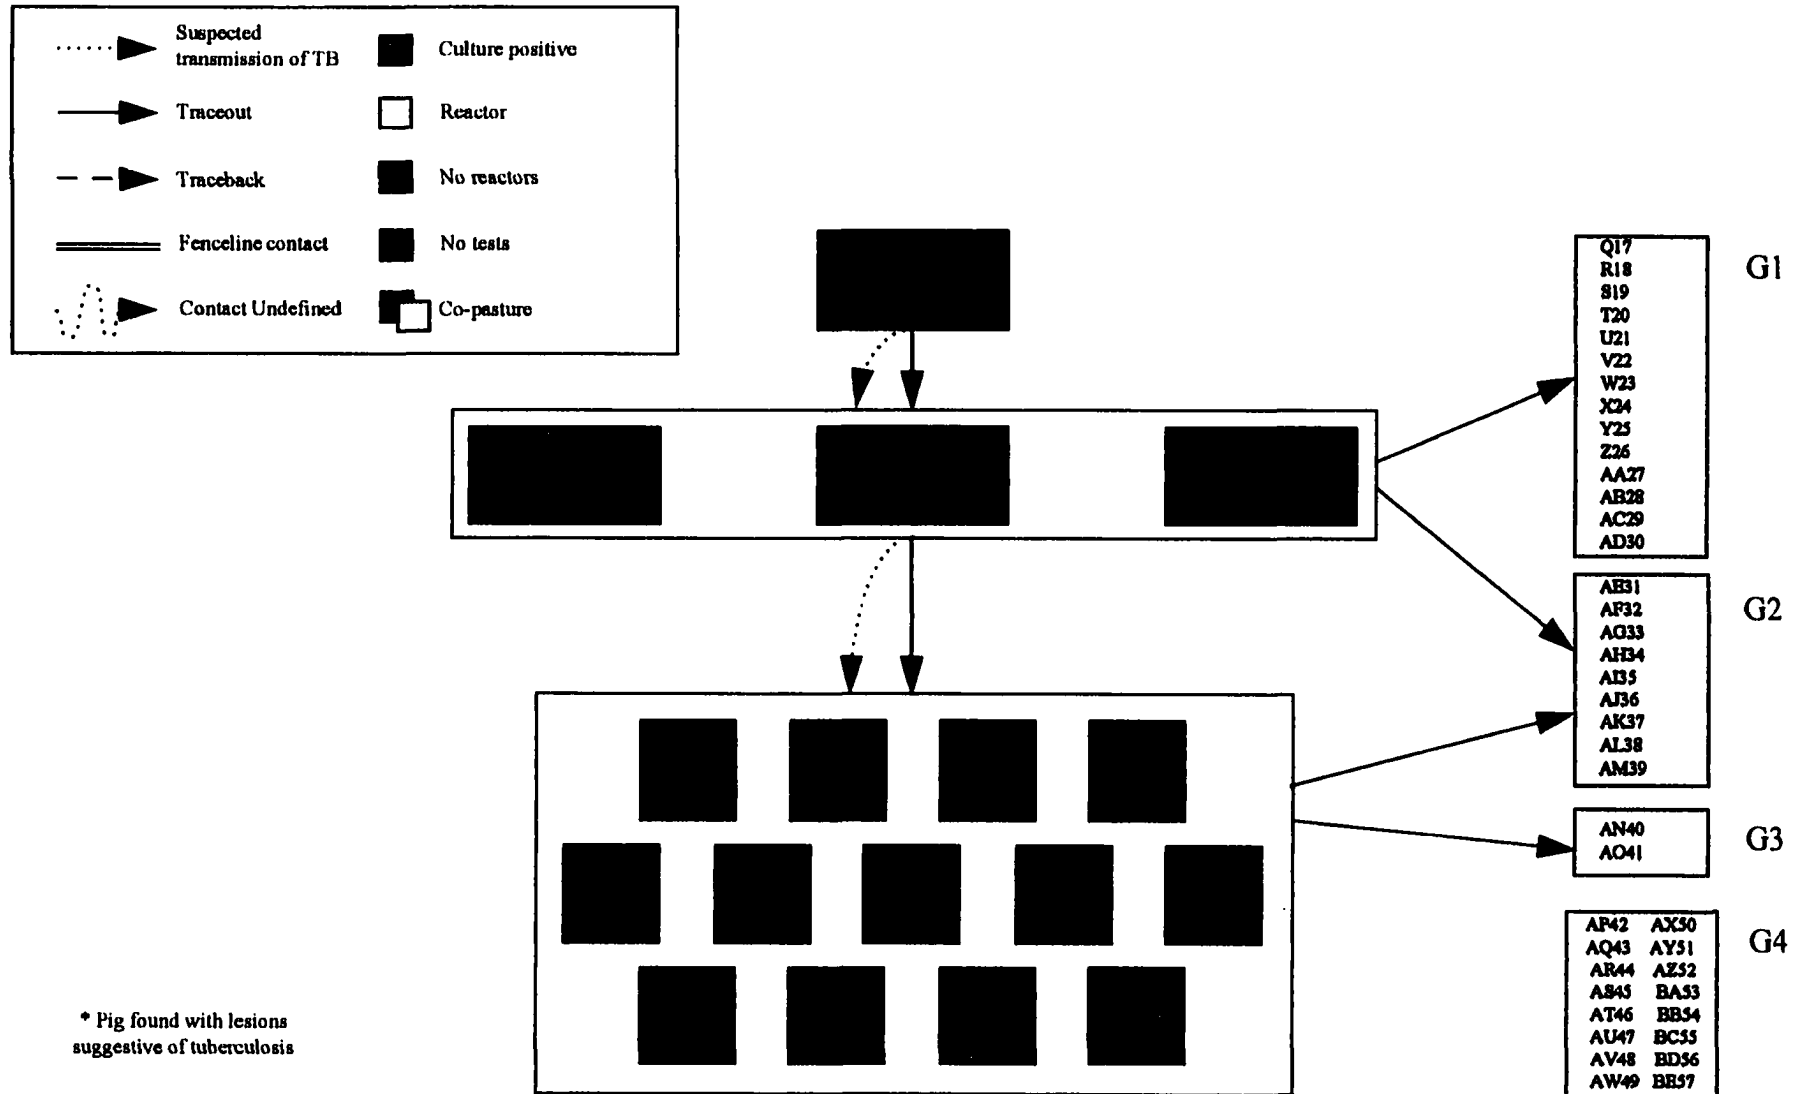 Suspected
transmission of TB
Culture positive
Traceout
Reactor
Traceback
No reactors
Fenceline contact
No tests
Contact Undefined
Co-pasture
Q17
R18
S19
T20
U21
V22
W23
X24
Y25
Z26
AA27
AB28
AC29
AD30
G1
AE31
AF32
AG33
AH34
AI35
AJ36
AK37
AL38
AM39
G2
AN40
AO41
G3
AP42 AX50
AQ43 AY51
AR44 AZ52
AS45 BA53
AT46 BB54
AU47 BC55
AV48 BD56
AW49 BE57
G4
* Pig found with lesions
suggestive of tuberculosis